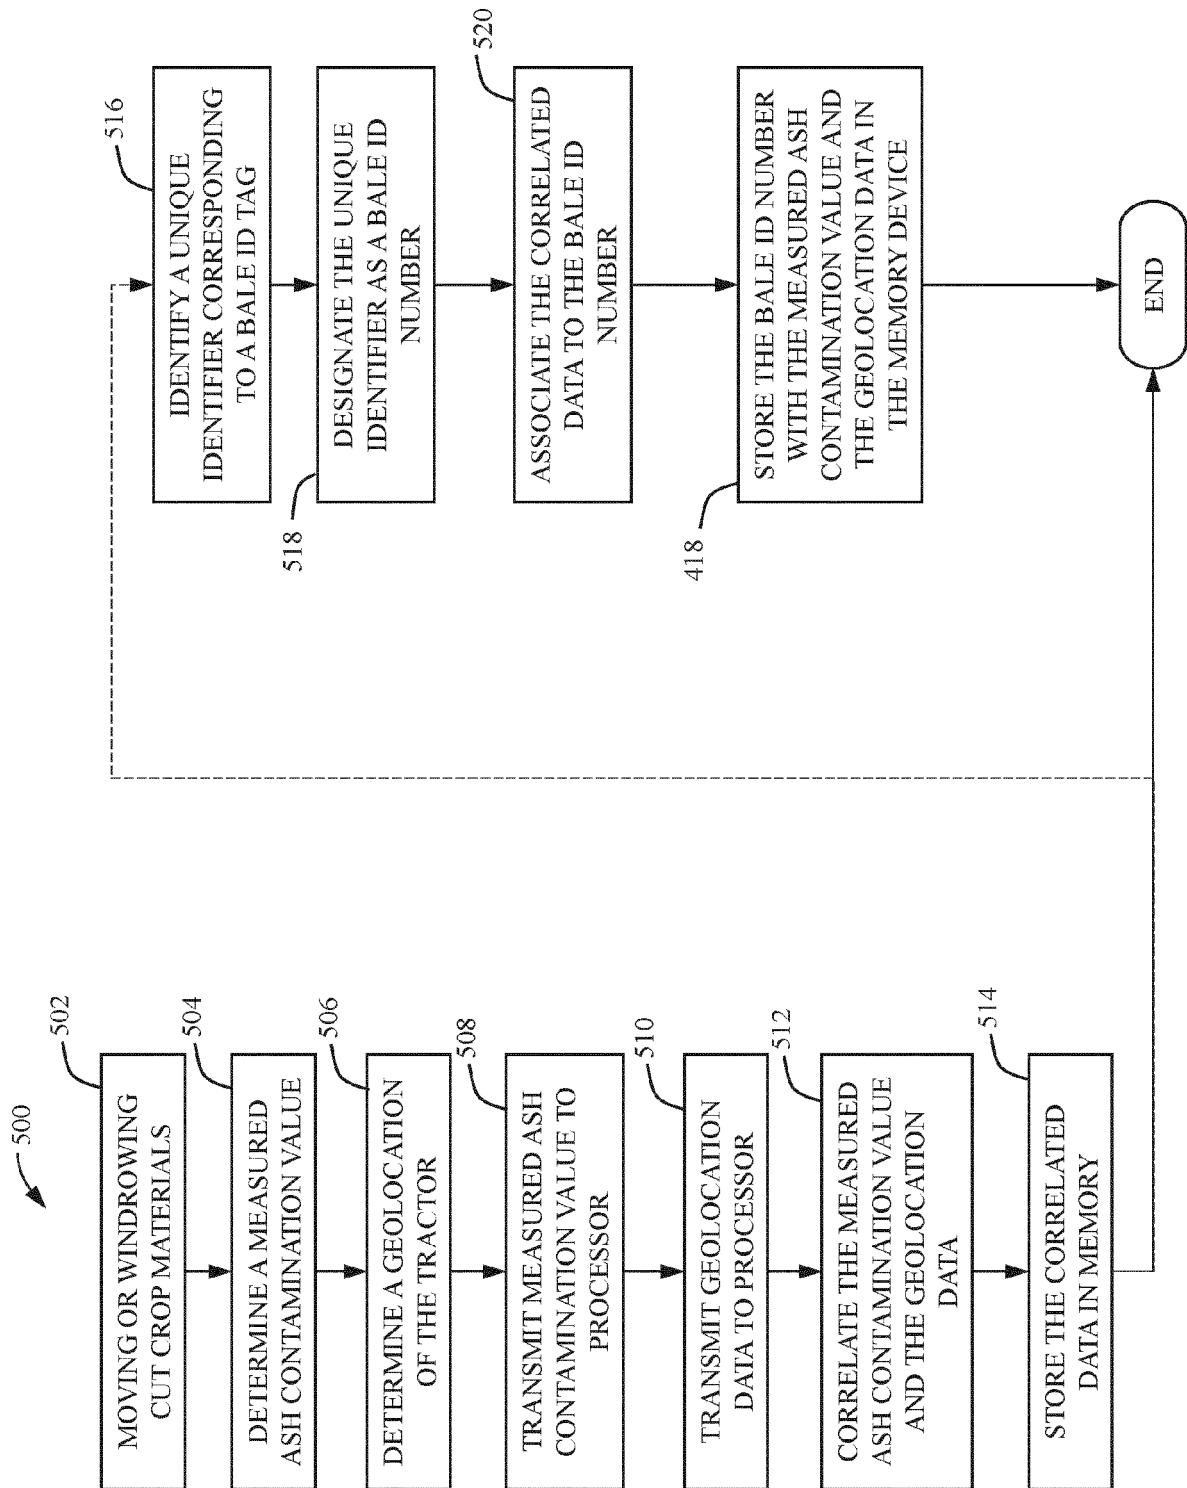 500
502
MOVING OR WINDROWING
CUT CROP MATERIALS
504
DETERMINE A MEASURED
ASH CONTAMINATION VALUE
506
DETERMINE A GEOLOCATION
OF THE TRACTOR
508
TRANSMIT MEASURED ASH
CONTAMINATION VALUE TO
PROCESSOR
510
TRANSMIT GEOLOCATION
DATA TO PROCESSOR
512
CORRELATE THE MEASURED
ASH CONTAMINATION VALUE
AND THE GEOLOCATION
DATA
514
STORE THE CORRELATED
DATA IN MEMORY
516
IDENTIFY A UNIQUE
IDENTIFIER CORRESPONDING
TO A BALE ID TAG
518
DESIGNATE THE UNIQUE
IDENTIFIER AS A BALE ID
NUMBER
520
ASSOCIATE THE CORRELATED
DATA TO THE BALE ID
NUMBER
418
STORE THE BALE ID NUMBER
WITH THE MEASURED ASH
CONTAMINATION VALUE AND
THE GEOLOCATION DATA IN
THE MEMORY DEVICE
END